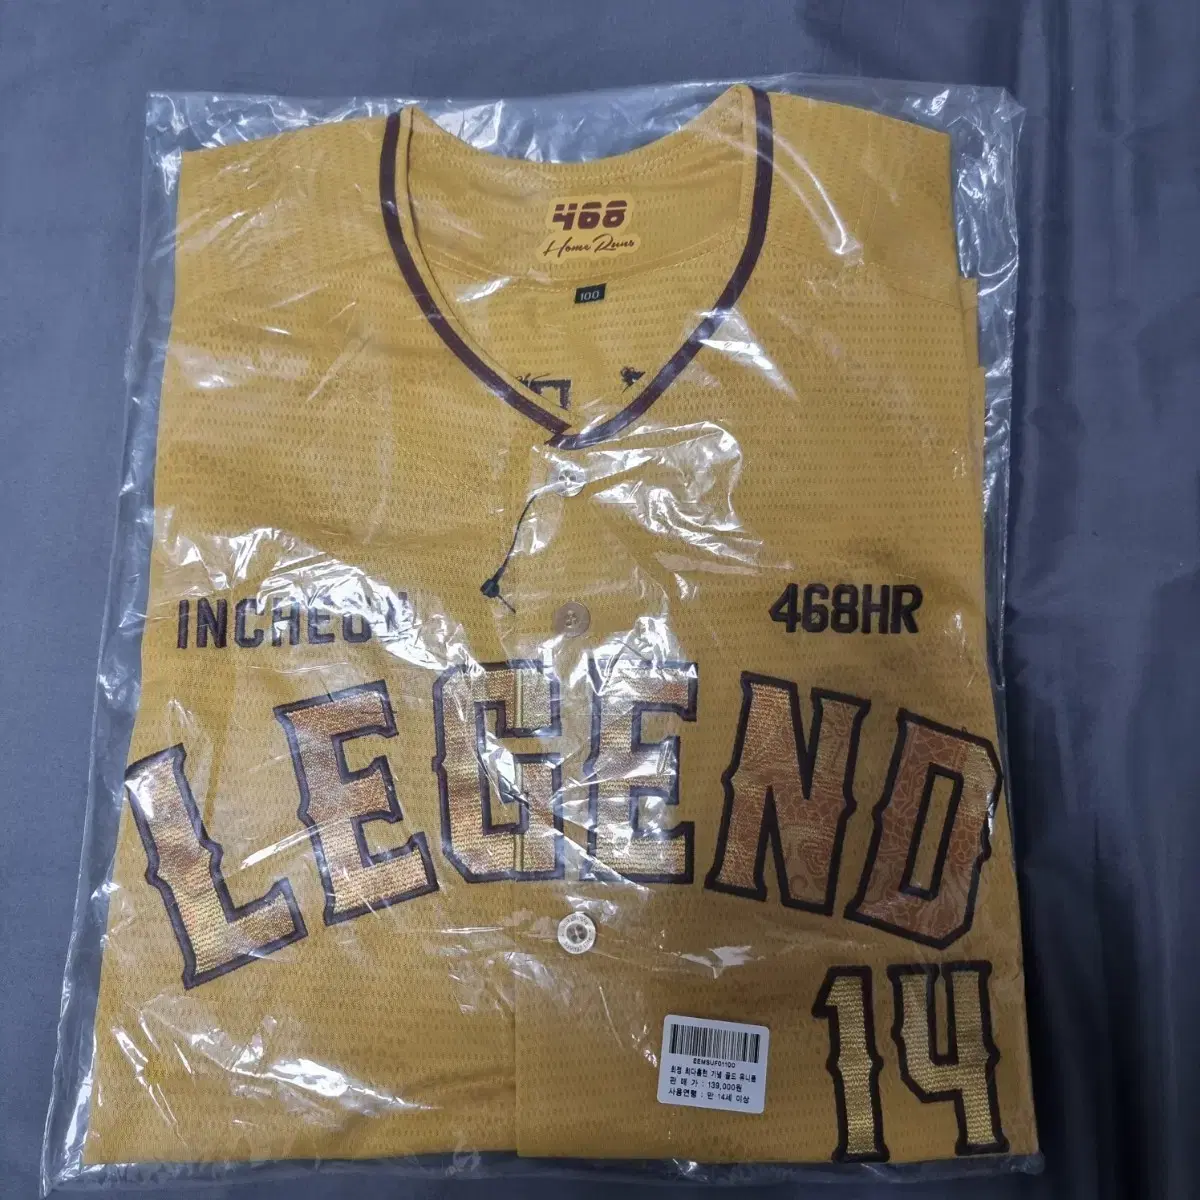 468
Home Runs
100
INCHEON
468HR
LEGEND
14
EEMSUF01100
최정 최다홈런 기념 골드 유니폼
판 매 가 : 139,000원
사용연령 : 만 14세 이상